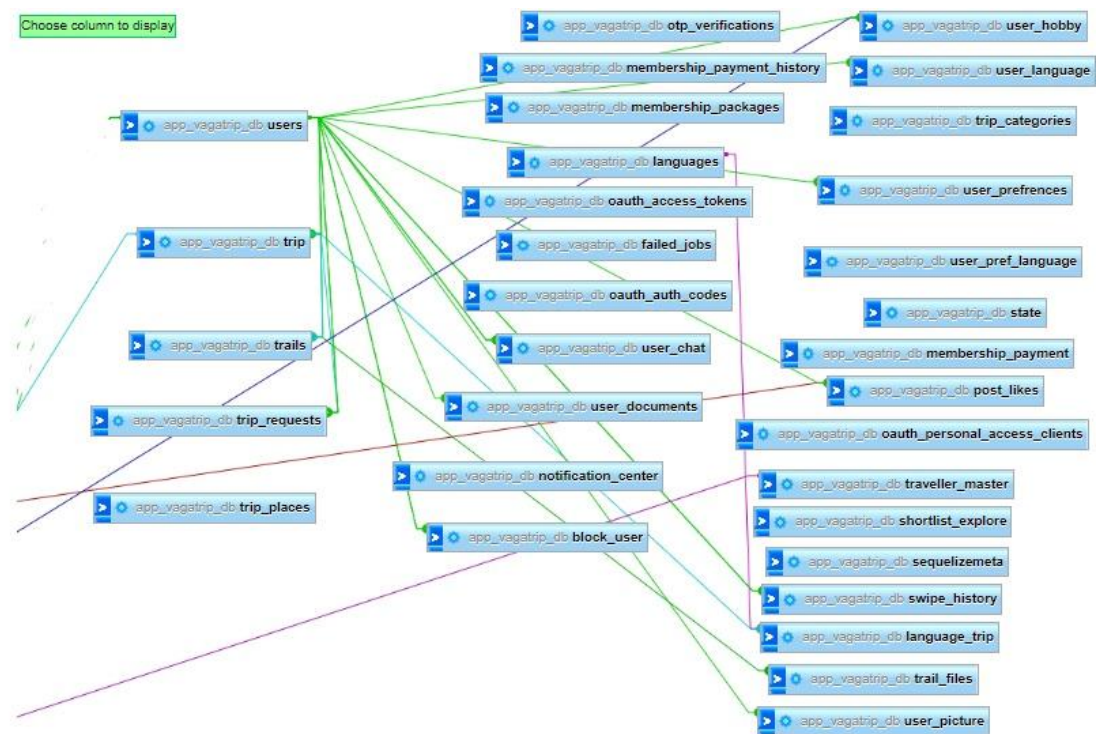 Choose column to display
app_vagatrip_db users
app_vagatrip_db trip
app_vagatrip_db trails
app_vagatrip_db trip_requests
app_vagatrip_db trip_places
app_vagatrip_db otp_verifications
app_vagatrip_db membership_payment_history
app_vagatrip_db membership_packages
app_vagatrip_db languages
app_vagatrip_db oauth_access_tokens
app_vagatrip_db failed_jobs
app_vagatrip_db oauth_auth_codes
app_vagatrip_db user_chat
app_vagatrip_db user_documents
app_vagatrip_db notification_center
app_vagatrip_db block_user
app_vagatrip_db user_hobby
app_vagatrip_db user_language
app_vagatrip_db trip_categories
app_vagatrip_db user_prefrences
app_vagatrip_db user_pref_language
app_vagatrip_db state
app_vagatrip_db membership_payment
app_vagatrip_db post_likes
app_vagatrip_db oauth_personal_access_clients
app_vagatrip_db traveller_master
app_vagatrip_db shortlist_explore
app_vagatrip_db sequelizemeta
app_vagatrip_db swipe_history
app_vagatrip_db language_trip
app_vagatrip_db trail_files
app_vagatrip_db user_picture